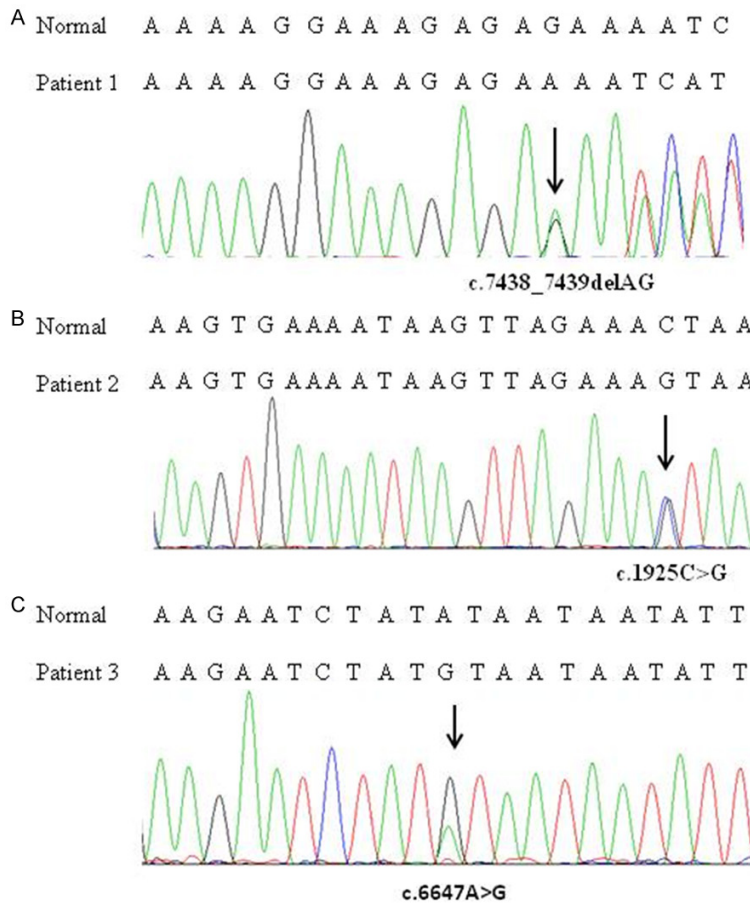 A
Normal A A A A G G A A A G A G A G A A A A T C
Patient 1 A A A A G G A A A G A G A A A A T C A T
c.7438_7439delAG
B
Normal A A G T G A A A A T A A G T T A G A A A C T A A
Patient 2 A A G T G A A A A T A A G T T A G A A A G T A A
c.1925C>G
C
Normal A A G A A T C T A T A T A A T A A T A T T
Patient 3 A A G A A T C T A T G T A A T A A T A T T
c.6647A>G